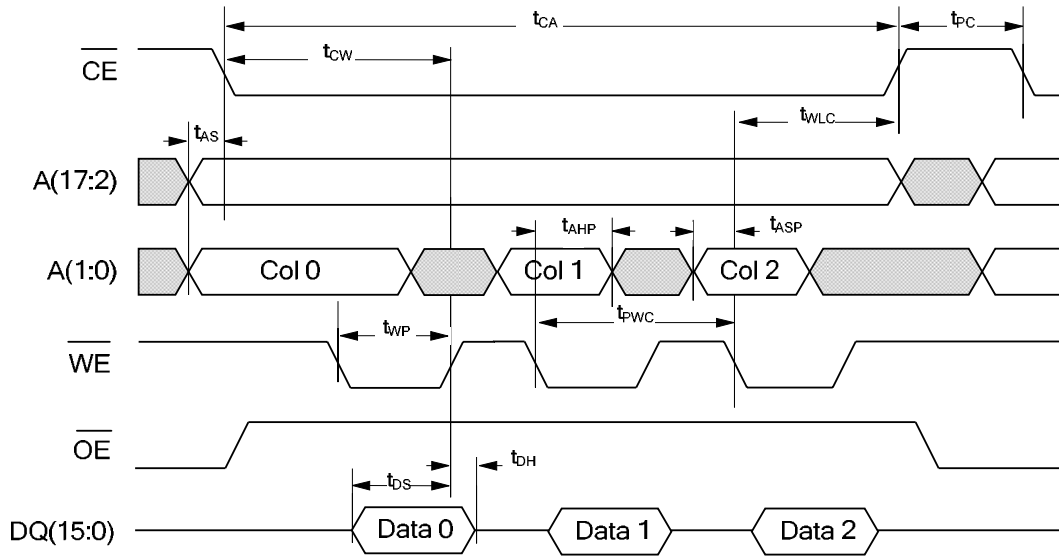 tCA
tPC
tCW
CE
tWLC
tAS
A(17:2)
tAHP
tASP
A(1:0)
Col 0
Col 1
Col 2
tWP
tPWC
WE
OE
tDS
tDH
DQ(15:0)
Data 0
Data 1
Data 2